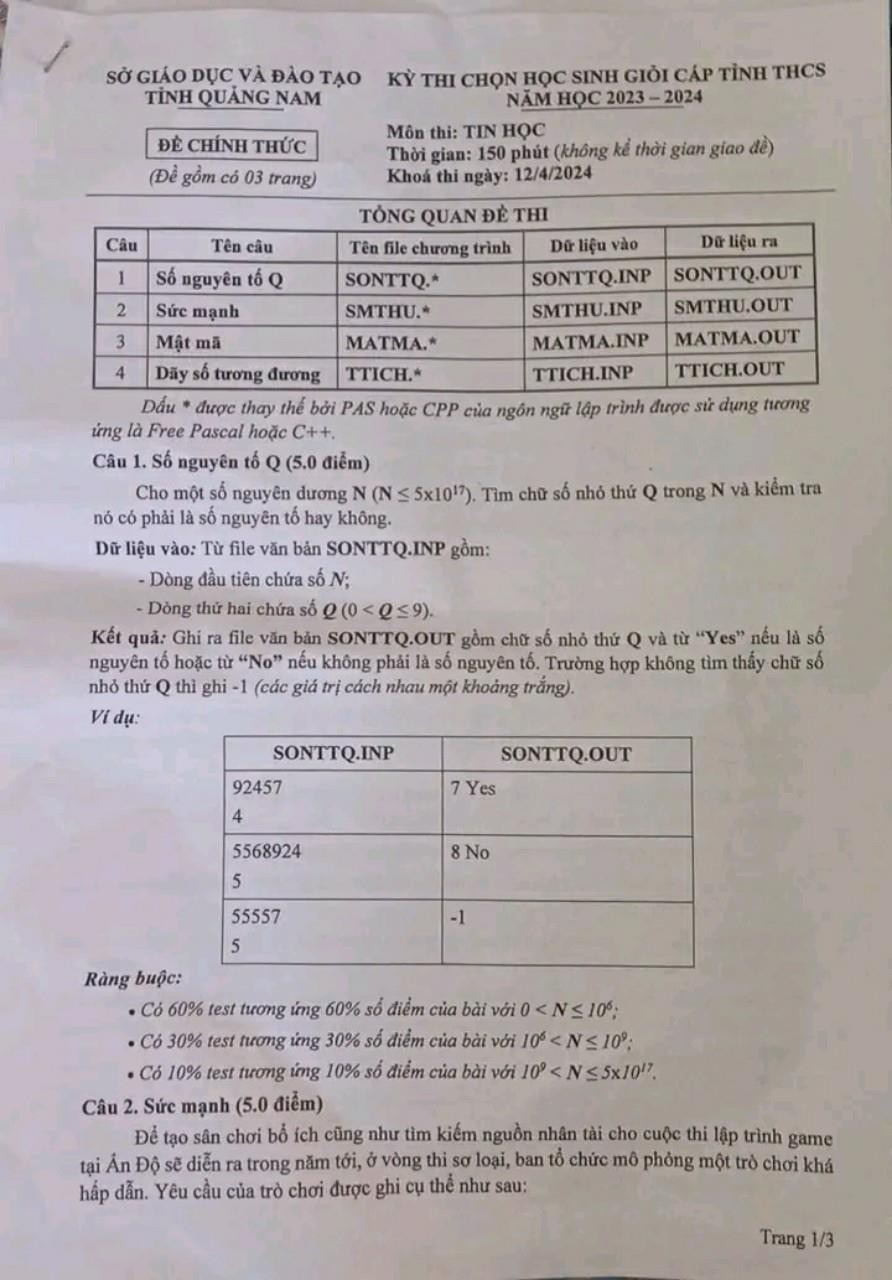 SỞ GIÁO DỤC VÀ ĐÀO TẠO
TỈNH QUẢNG NAM
KỲ THI CHỌN HỌC SINH GIỎI CẤP TỈNH THCS
NĂM HỌC 2023 – 2024
ĐỀ CHÍNH THỨC
(Đề gồm có 03 trang)
Môn thi: TIN HỌC
Thời gian: 150 phút (không kể thời gian giao đề)
Khoá thi ngày: 12/4/2024
TỔNG QUAN ĐỀ THI
Câu Tên câu Tên file chương trình Dữ liệu vào Dữ liệu ra
1 Số nguyên tố Q SONTTQ.* SONTTQ.INP SONTTQ.OUT
2 Sức mạnh SMTHU.* SMTHU.INP SMTHU.OUT
3 Mật mã MATMA.* MATMA.INP MATMA.OUT
4 Dãy số tương đương TTICH.* TTICH.INP TTICH.OUT
Dấu * được thay thế bởi PAS hoặc CPP của ngôn ngữ lập trình được sử dụng tương
ứng là Free Pascal hoặc C++.
Câu 1. Số nguyên tố Q (5.0 điểm)
Cho một số nguyên dương N (N ≤ 5x10¹⁷). Tìm chữ số nhỏ thứ Q trong N và kiểm tra
nó có phải là số nguyên tố hay không.
Dữ liệu vào: Từ file văn bản SONTTQ.INP gồm:
- Dòng đầu tiên chứa số N;
- Dòng thứ hai chứa số Q (0 < Q ≤ 9).
Kết quả: Ghi ra file văn bản SONTTQ.OUT gồm chữ số nhỏ thứ Q và từ “Yes” nếu là số
nguyên tố hoặc từ “No” nếu không phải là số nguyên tố. Trường hợp không tìm thấy chữ số
nhỏ thứ Q thì ghi -1 (các giá trị cách nhau một khoảng trắng).
Ví dụ:
SONTTQ.INP SONTTQ.OUT
92457 7 Yes
4
5568924 8 No
5
55557 -1
5
Ràng buộc:
• Có 60% test tương ứng 60% số điểm của bài với 0 < N ≤ 10⁶;
• Có 30% test tương ứng 30% số điểm của bài với 10⁶ < N ≤ 10⁹;
• Có 10% test tương ứng 10% số điểm của bài với 10⁹ < N ≤ 5x10¹⁷.
Câu 2. Sức mạnh (5.0 điểm)
Để tạo sân chơi bổ ích cũng như tìm kiếm nguồn nhân tài cho cuộc thi lập trình game
tại Ấn Độ sẽ diễn ra trong năm tới, ở vòng thi sơ loại, ban tổ chức mô phỏng một trò chơi khá
hấp dẫn. Yêu cầu của trò chơi được ghi cụ thể như sau:
Trang 1/3